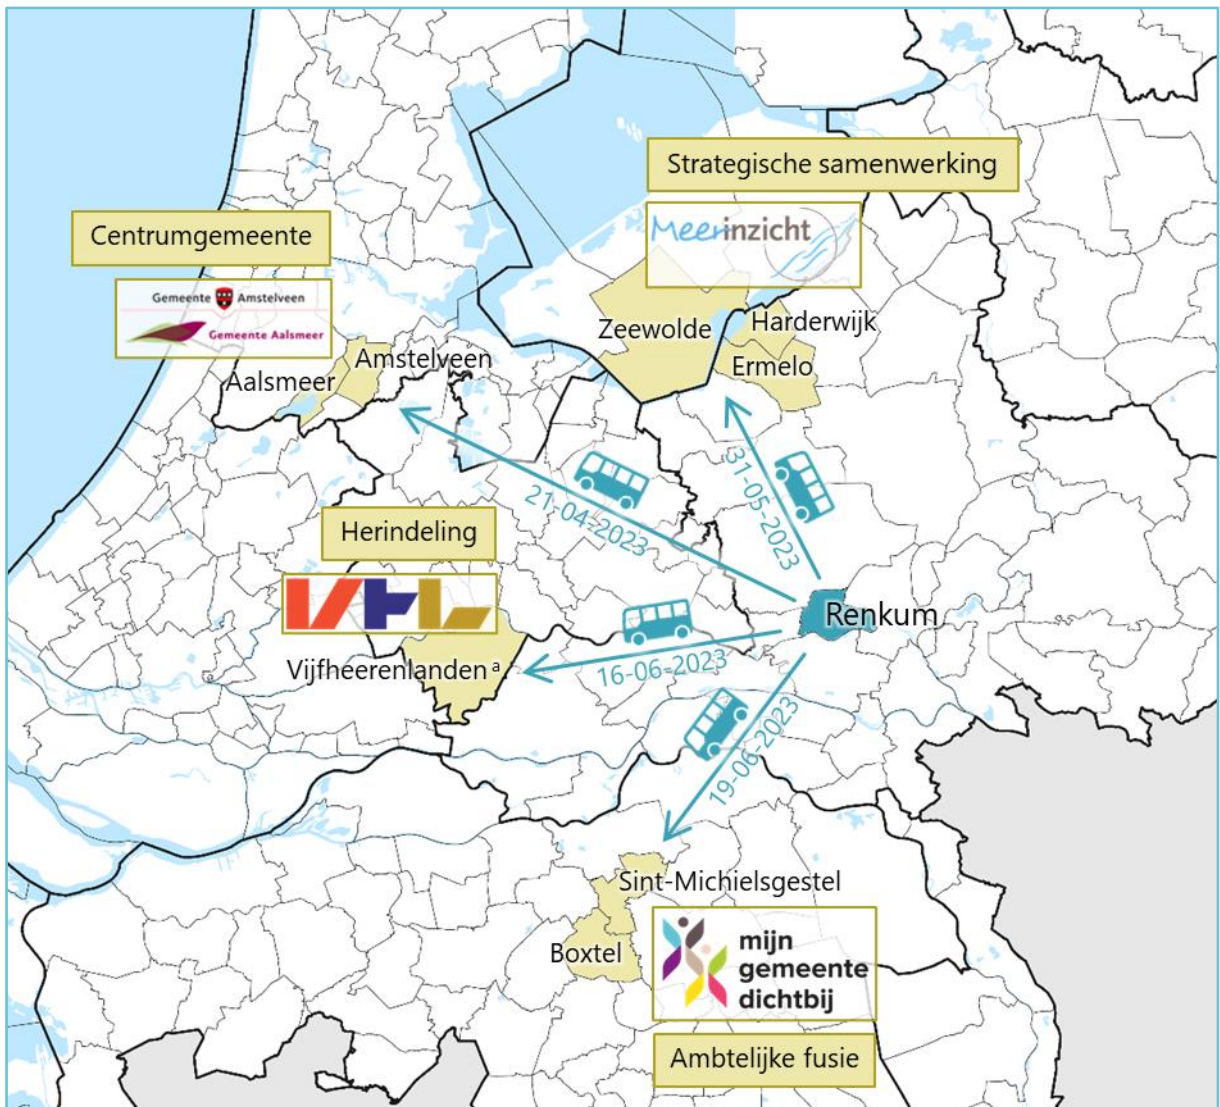 Strategische samenwerking
Meerinzicht
Centrumgemeente
Gemeente Amstelveen
Gemeente Aalsmeer
Zeewolde
Harderwijk
Ermelo
Amstelveen
Aalsmeer
31-05-2023
21-04-2023
Herindeling
VHL
Renkum
Vijfheerenlandenᵃ
16-06-2023
19-06-2023
Sint-Michielsgestel
Boxtel
mijn
gemeente
dichtbij
Ambtelijke fusie